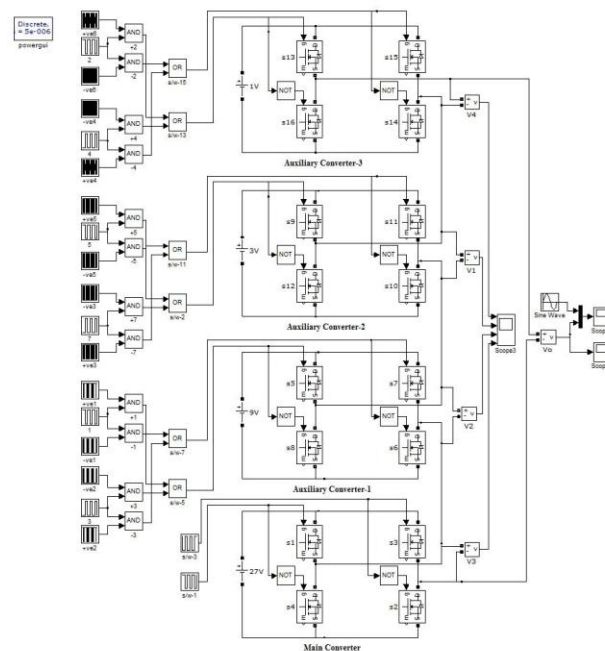 Discrete,
= 5e-006
powergui
+ve6
2
-ve6
-ve4
4
+ve4
AND
+2
AND
-2
AND
+4
AND
-4
OR
s/w-15
OR
s/w-13
1V
NOT
NOT
s13
s15
s16
s14
Auxiliary Converter-3
V4
5
-ve5
-ve3
7
+ve3
AND
+5
AND
-5
AND
+7
AND
-7
OR
s/w-11
OR
s/w-2
3V
NOT
NOT
s9
s11
s12
s10
Auxiliary Converter-2
V1
Sine Wave
Scope3
Vo
Scop
Scop
+ve1
1
-ve1
-ve2
3
+ve2
AND
+1
AND
-1
AND
+3
AND
-3
OR
s/w-7
OR
s/w-5
9V
NOT
NOT
s5
s7
s8
s6
Auxiliary Converter-1
V2
s/w-3
s/w-1
27V
NOT
NOT
s1
s3
s4
s2
Main Converter
V3